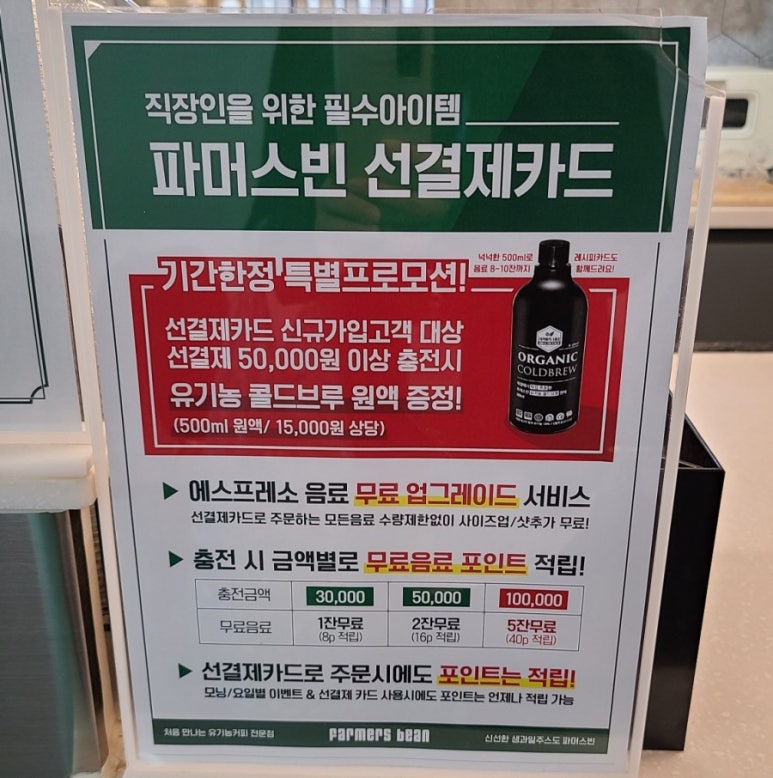 직장인을 위한 필수아이템
파머스빈 선결제카드
기간한정 특별프로모션!
넉넉한 500ml로
음료 8-10잔까지
레시피카드도
함께드려요!
선결제카드 신규가입고객 대상
선결제 50,000원 이상 충전시
유기농 콜드브루 원액 증정!
(500ml 원액/ 15,000원 상당)
ORGANIC
COLDBREW
▶ 에스프레소 음료 무료 업그레이드 서비스
선결제카드로 주문하는 모든음료 수량제한없이 사이즈업/샷추가 무료!
▶ 충전 시 금액별로 무료음료 포인트 적립!
충전금액 30,000 50,000 100,000
무료음료 1잔무료 2잔무료 5잔무료
(8p 적립) (16p 적립) (40p 적립)
▶ 선결제카드로 주문시에도 포인트는 적립!
모닝/요일별 이벤트 & 선결제 카드 사용시에도 포인트는 언제나 적립 가능
처음 만나는 유기농커피 전문점
farmers bean
신선한 생과일주스도 파머스빈